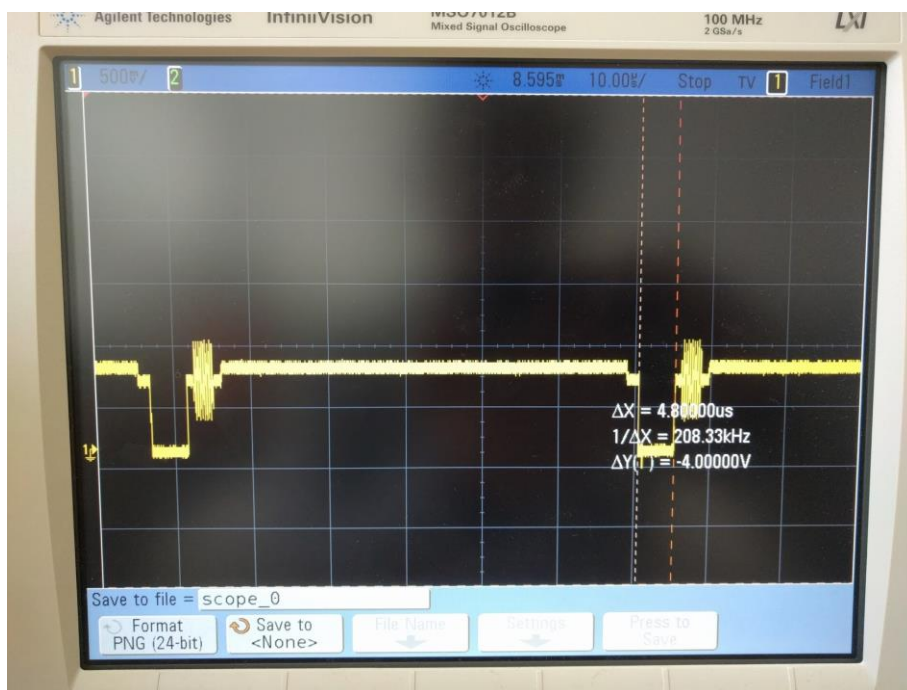 Agilent Technologies InfiniiVision MSO7012B
Mixed Signal Oscilloscope
100 MHz
2 GSa/s
LXI
1 500m/ 2 8.595 10.00 / Stop TV 1 Field1
ΔX = 4.80000us
1/ΔX = 208.33kHz
ΔY(1) = -4.00000V
Save to file = scope_0
Format
PNG (24-bit)
Save to
<None>
File Name
Settings
Press to
Save